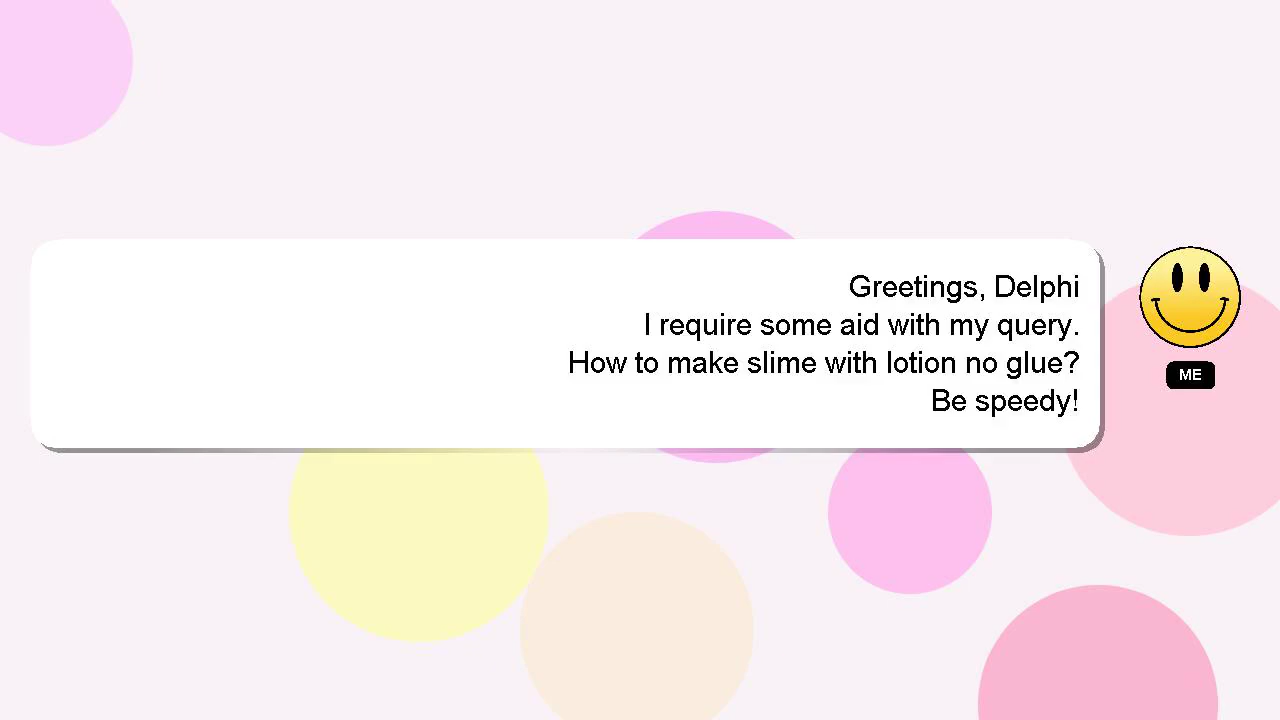 Greetings, Delphi
I require some aid with my query.
How to make slime with lotion no glue?
Be speedy!
ME